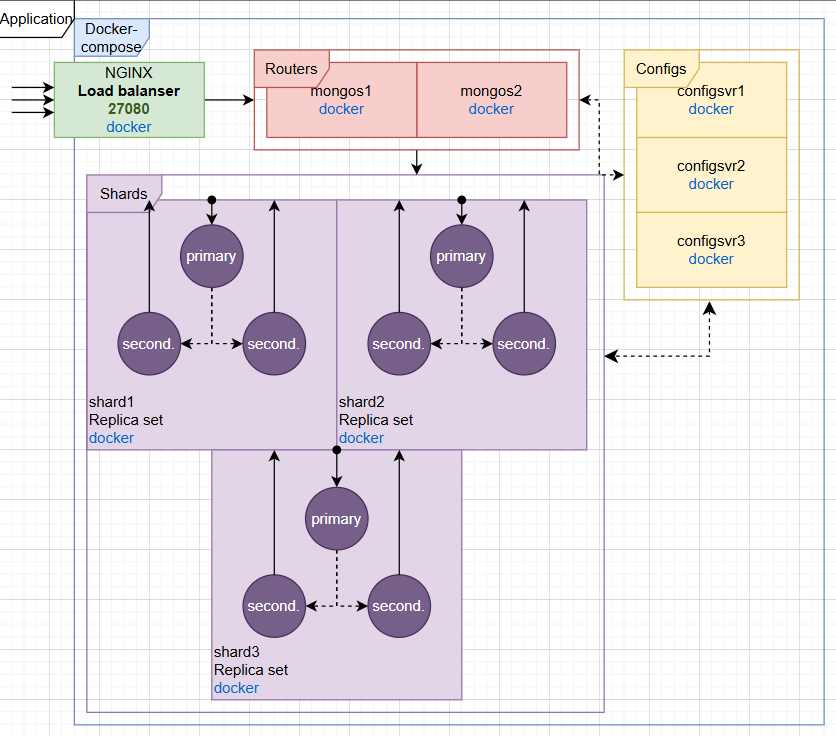 Application
Docker-
compose
NGINX
Load balanser
27080
docker
Routers
mongos1
docker
mongos2
docker
Configs
configsvr1
docker
configsvr2
docker
configsvr3
docker
Shards
primary
second.
second.
shard1
Replica set
docker
primary
second.
second.
shard2
Replica set
docker
primary
second.
second.
shard3
Replica set
docker